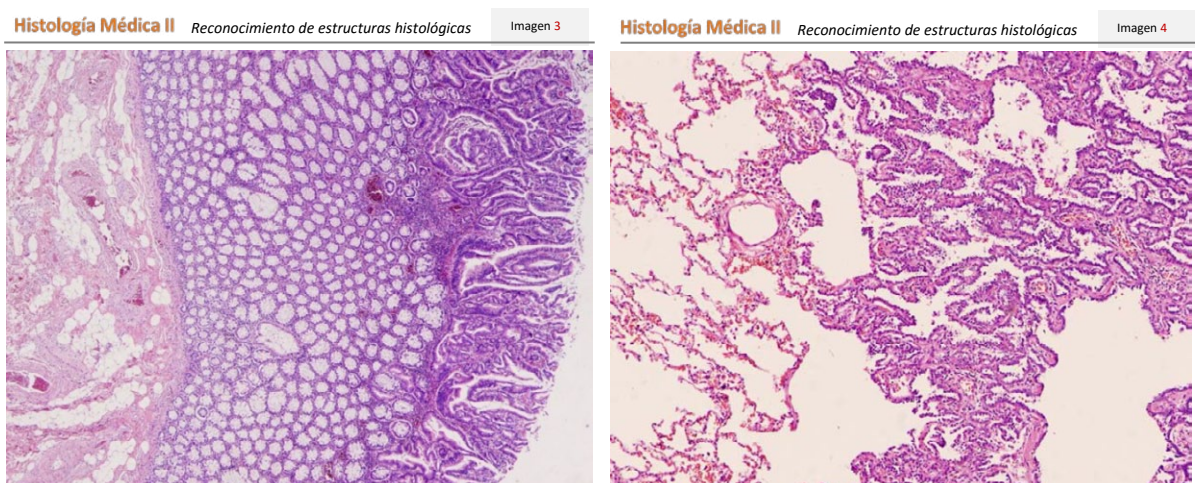 Histología Médica II Reconocimiento de estructuras histológicas Imagen 3
Histología Médica II Reconocimiento de estructuras histológicas Imagen 4